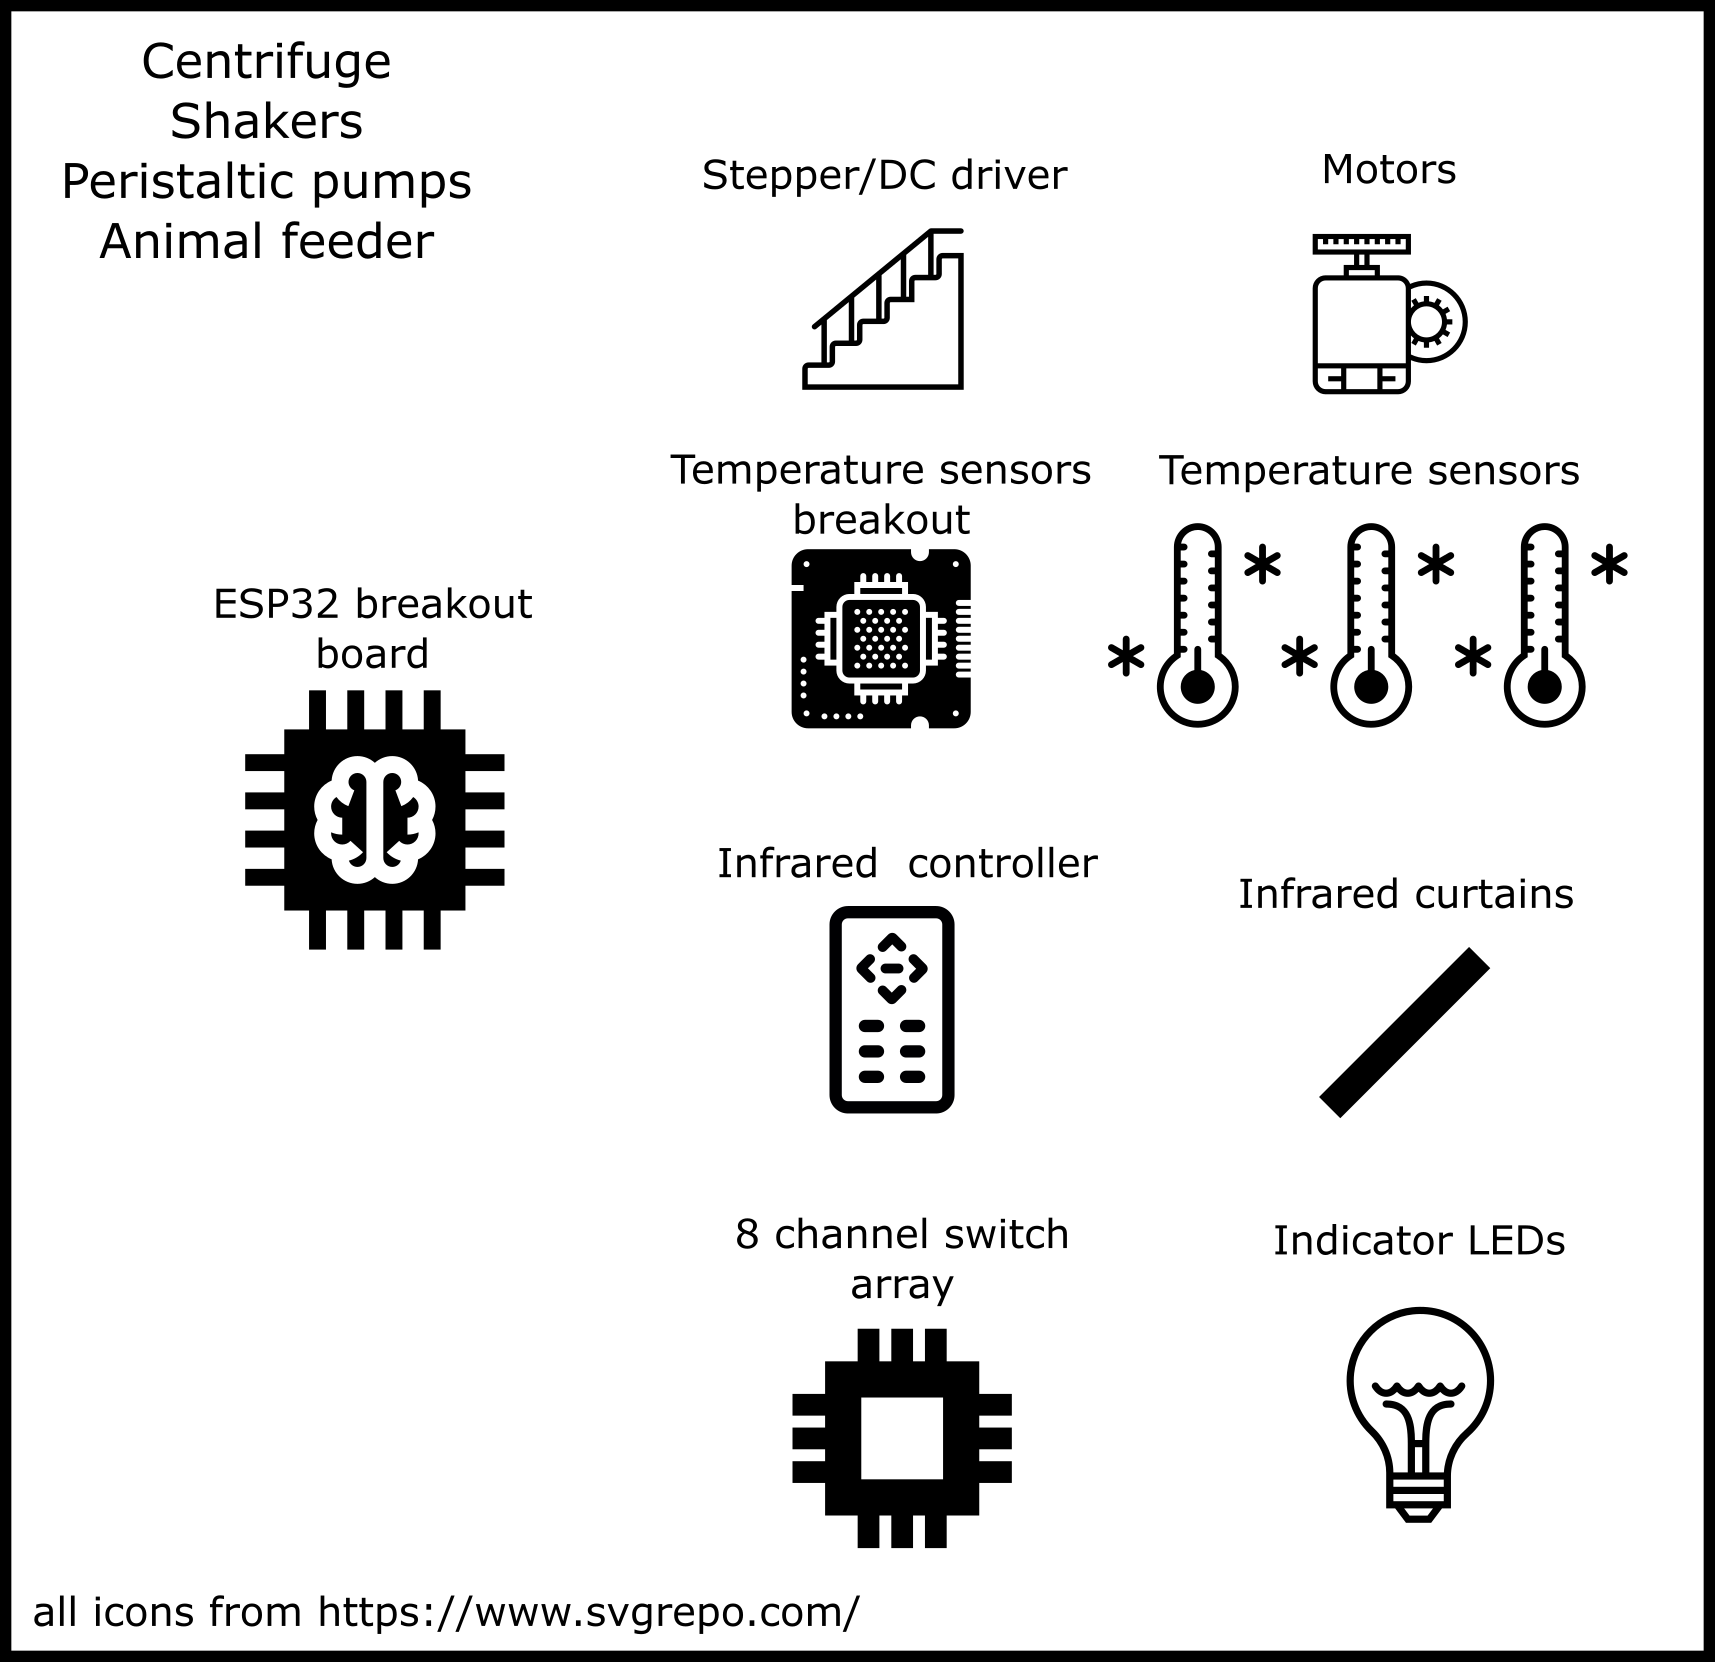 Centrifuge
Shakers
Peristaltic pumps
Animal feeder
Stepper/DC driver
Motors
Temperature sensors
breakout
Temperature sensors
ESP32 breakout
board
Infrared  controller
Infrared curtains
8 channel switch
array
Indicator LEDs
all icons from https://www.svgrepo.com/